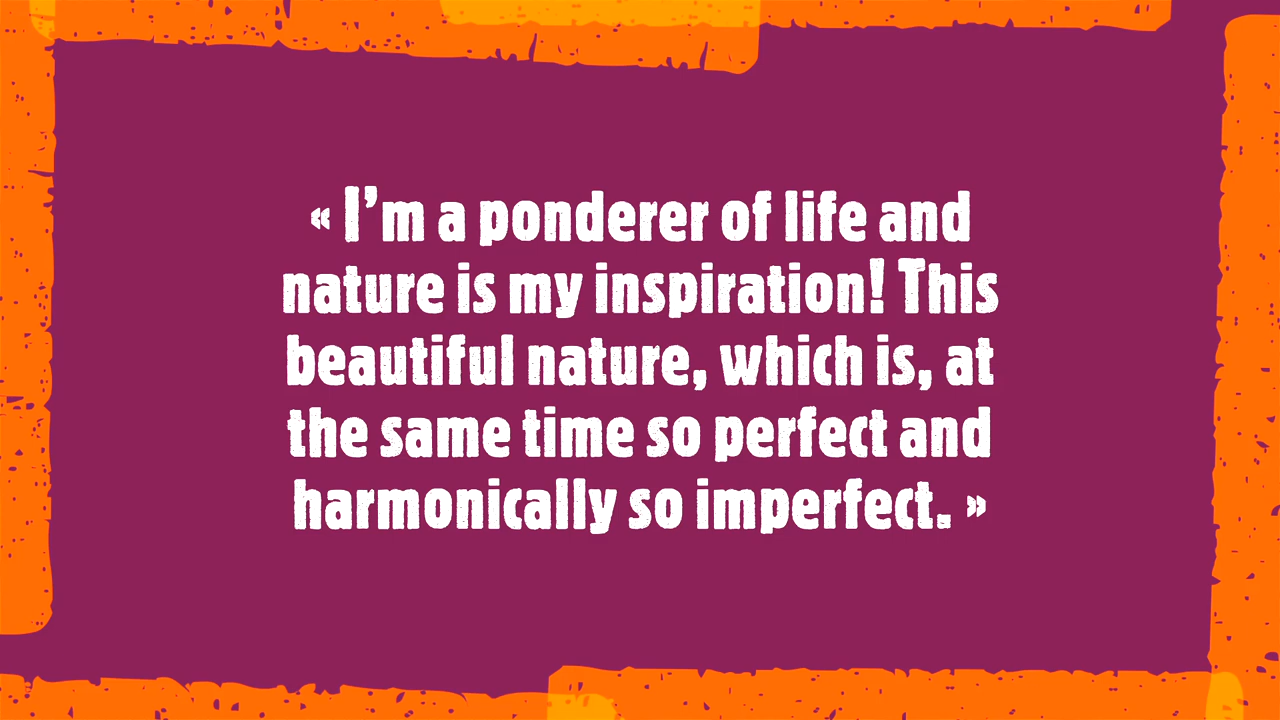 « I’m a ponderer of life and
nature is my inspiration! This
beautiful nature, which is, at
the same time so perfect and
harmonically so imperfect. »